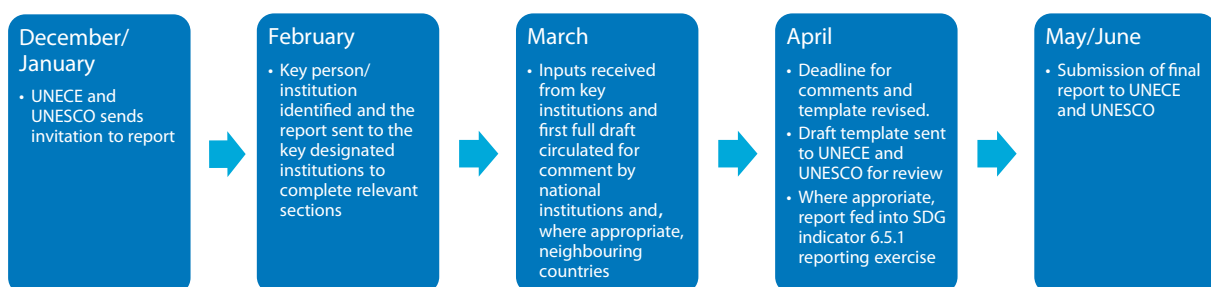 December/
January
• UNECE and
UNESCO sends
invitation to report
February
• Key person/
institution
identified and the
report sent to the
key designated
institutions to
complete relevant
sections
March
• Inputs received
from key
institutions and
first full draft
circulated for
comment by
national
institutions and,
where appropriate,
neighbouring
countries
April
• Deadline for
comments and
template revised.
• Draft template sent
to UNECE and
UNESCO for review
• Where approriate,
report fed into SDG
indicator 6.5.1
reporting exercise
May/June
• Submission of final
report to UNECE
and UNESCO